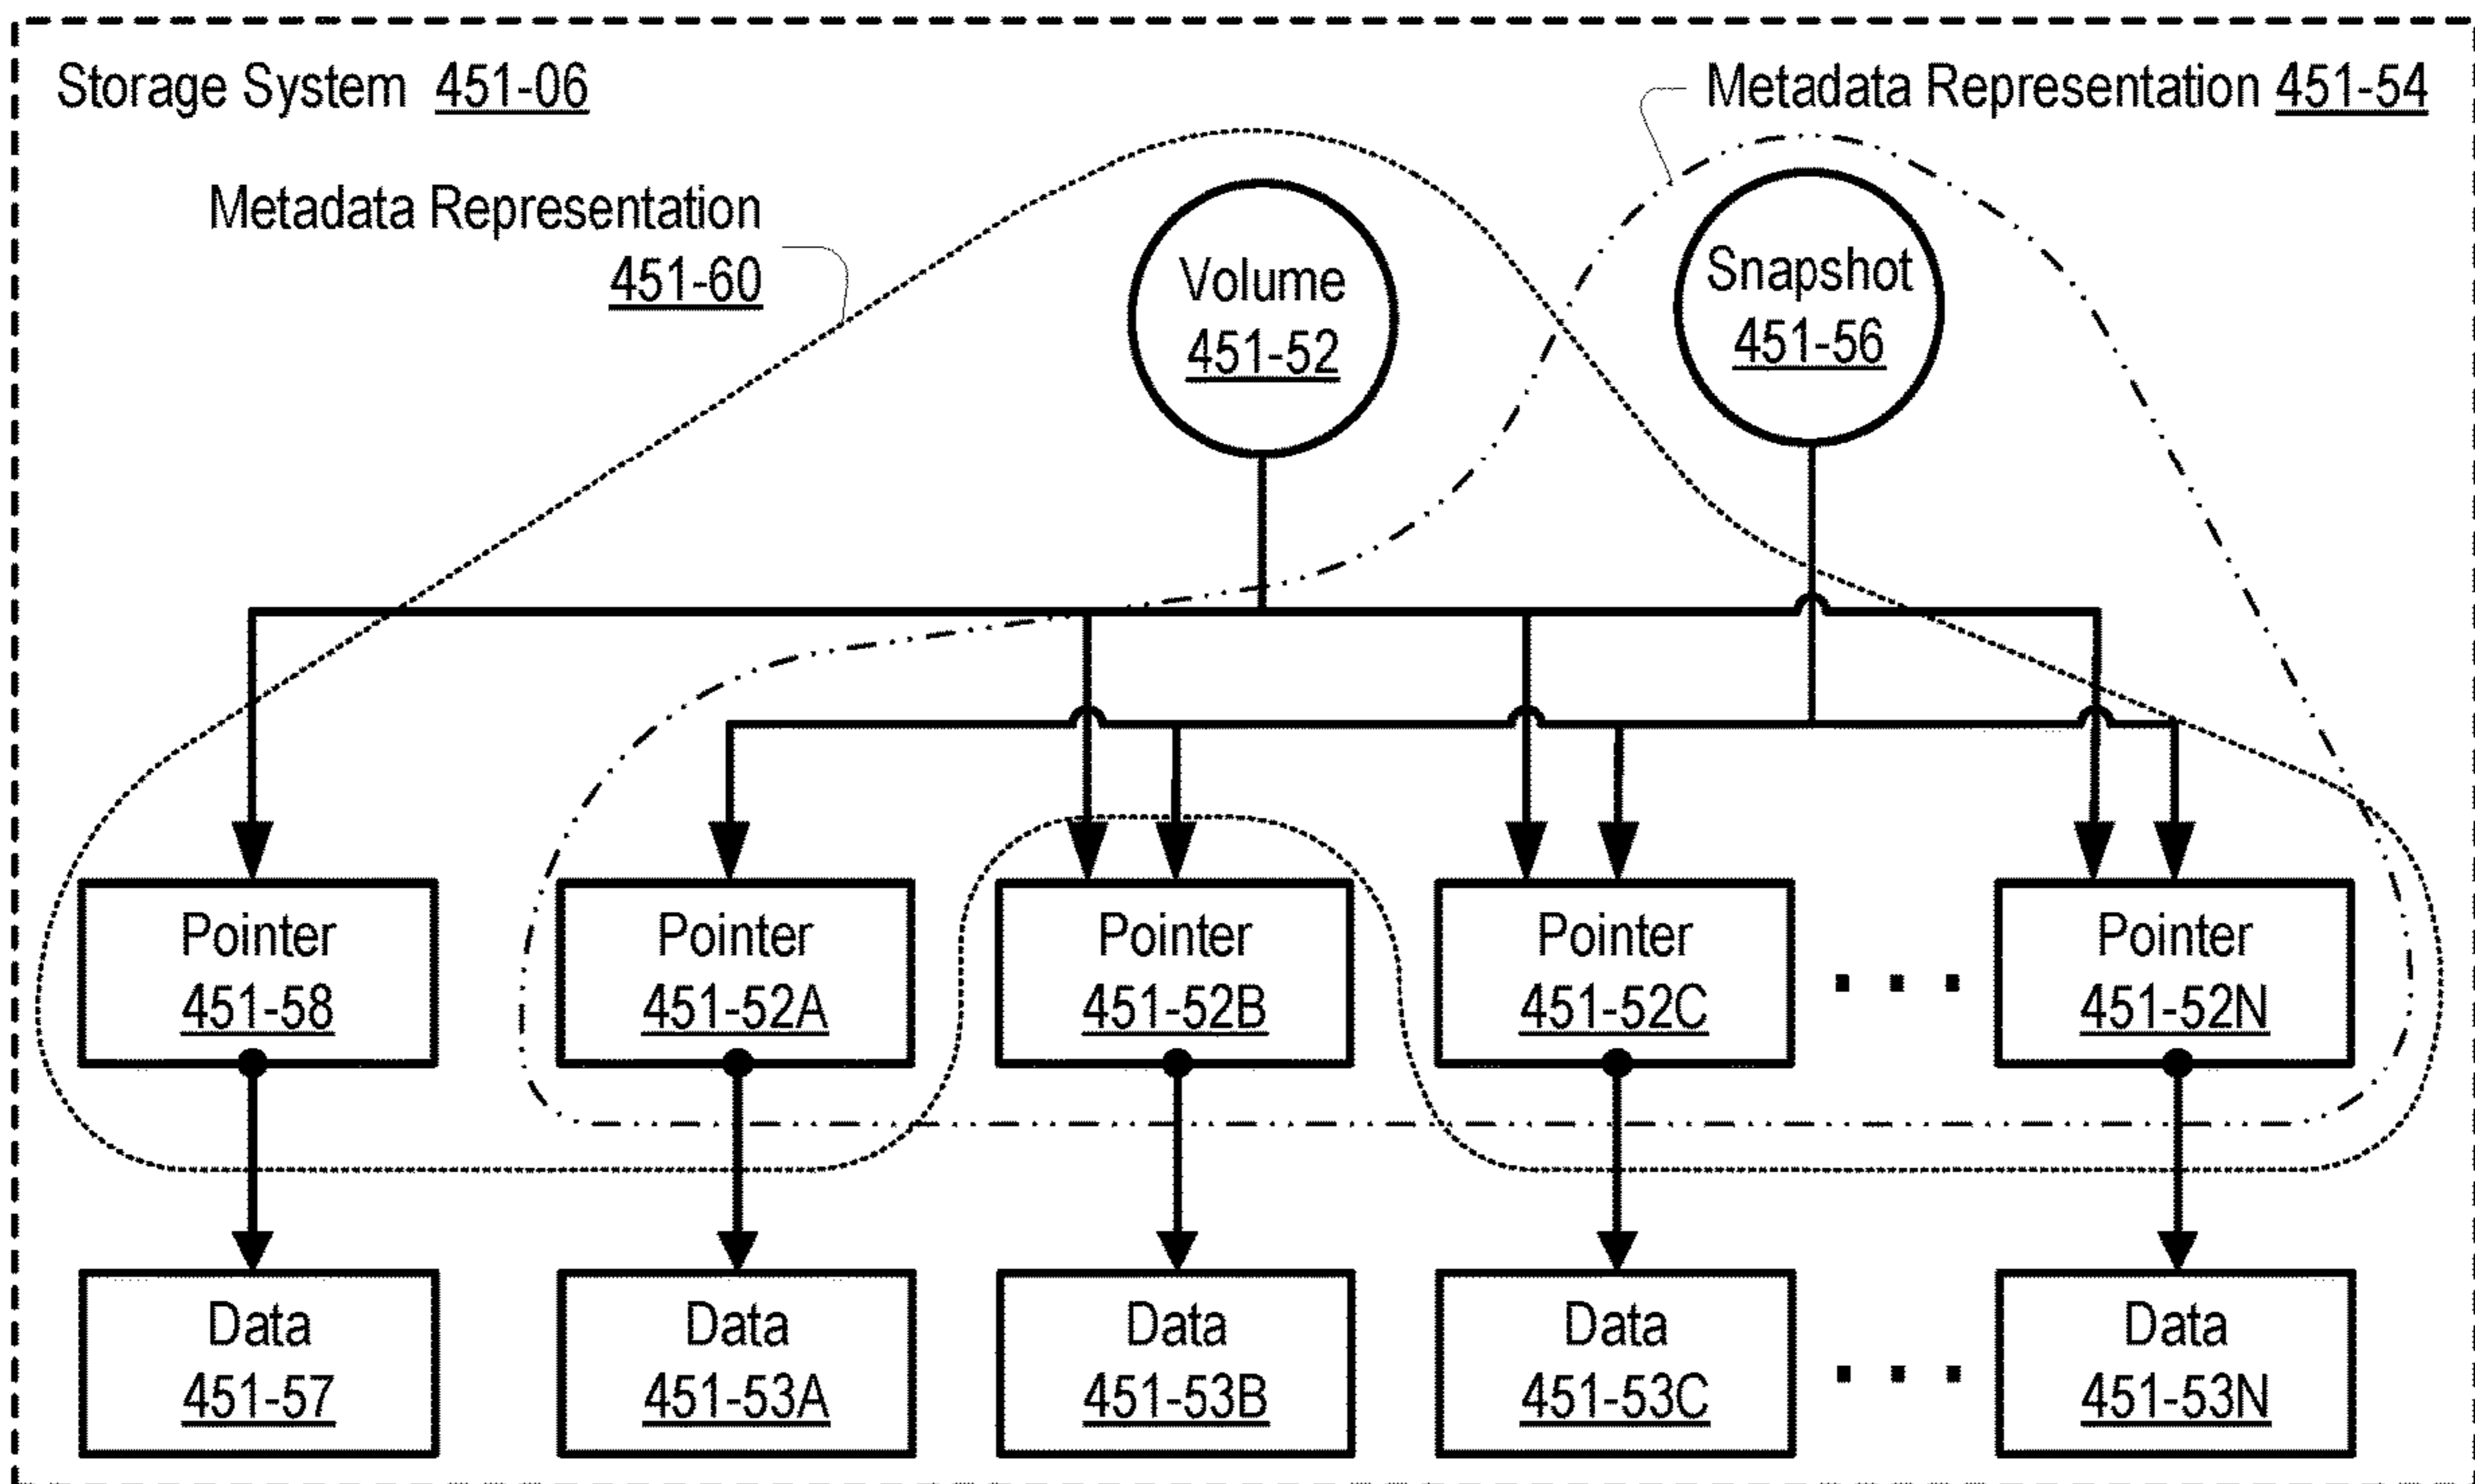 Storage System 451-06
Metadata Representation 451-54
Metadata Representation
451-60
Volume
451-52
Snapshot
451-56
Pointer
451-58
Pointer
451-52A
Pointer
451-52B
Pointer
451-52C
. . .
Pointer
451-52N
Data
451-57
Data
451-53A
Data
451-53B
Data
451-53C
. . .
Data
451-53N